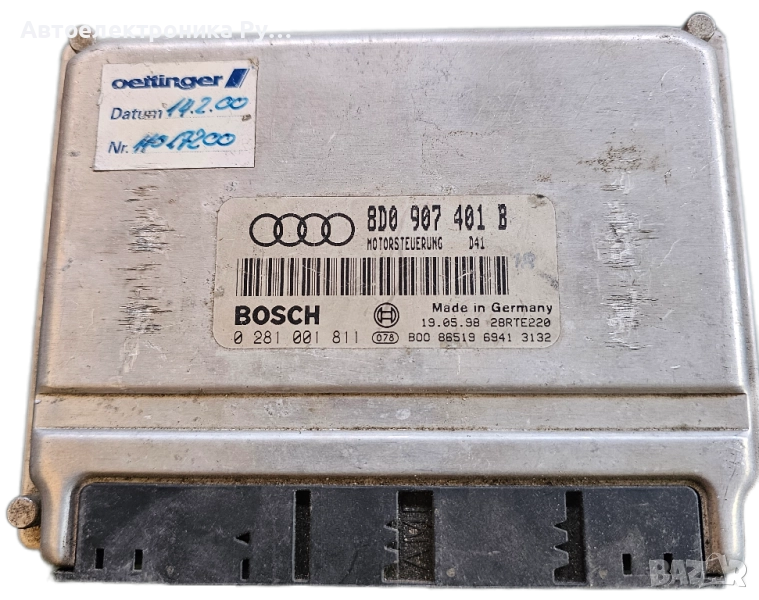 Автоелектроника Ру...
oettinger
Datum 14.2.00
Nr.
8D0 907 401 B
MOTORSTEUERUNG D41
BOSCH
Made in Germany
19.05.98 28RTE220
0 281 001 811 078 B00 86519 6941 3132
BAZAR